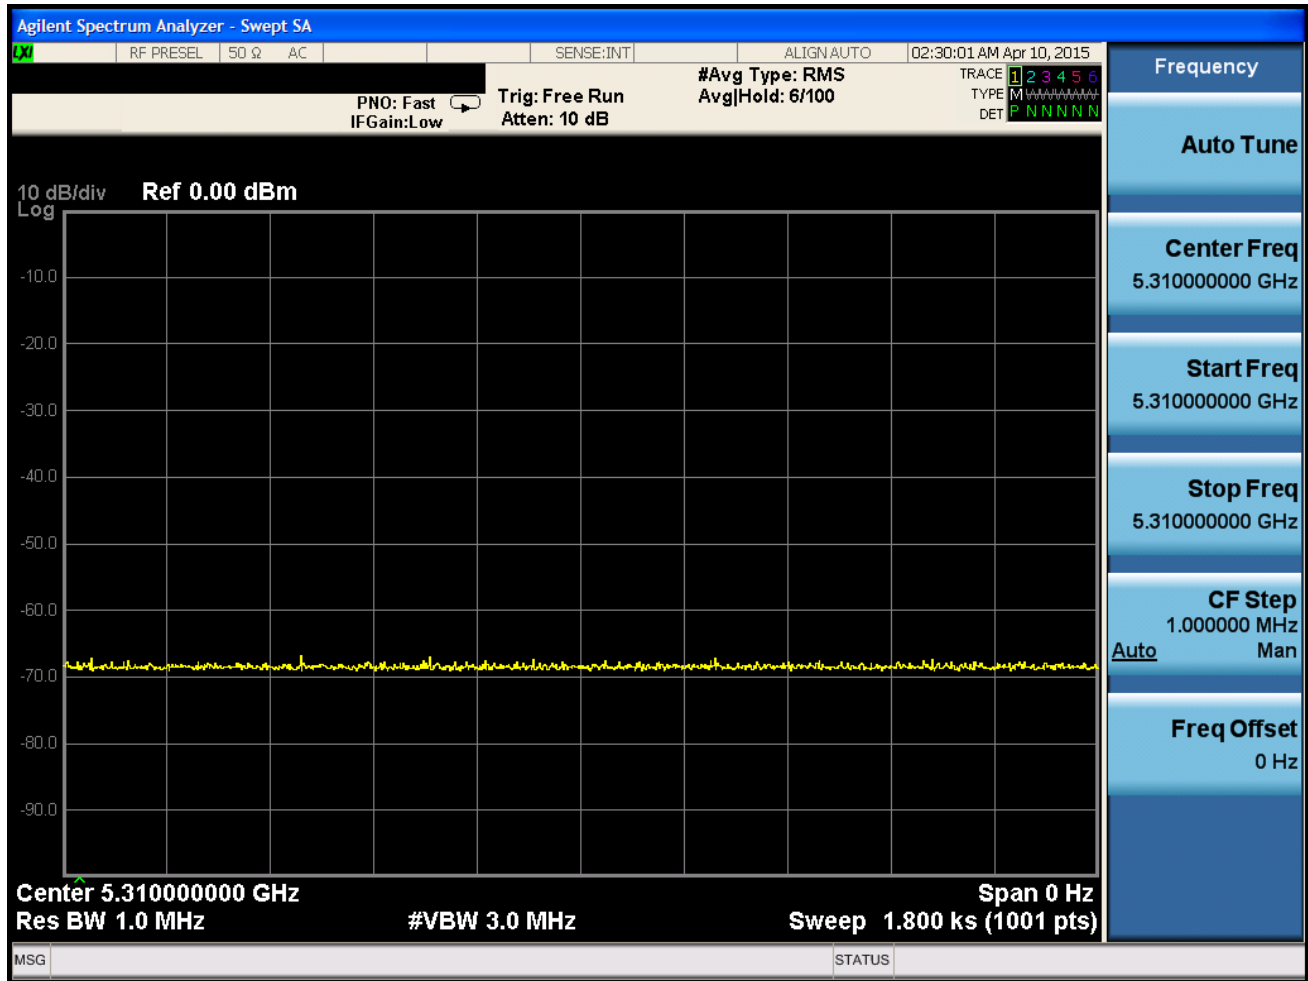 Agilent Spectrum Analyzer - Swept SA
LXI RF PRESEL 50 Ω AC SENSE:INT ALIGN AUTO 02:30:01 AM Apr 10, 2015
PNO: Fast
IFGain:Low
Trig: Free Run
Atten: 10 dB
#Avg Type: RMS
Avg|Hold: 6/100
TRACE 1 2 3 4 5 6
TYPE M WWWWW
DET P N N N N N
10 dB/div
Log
Ref 0.00 dBm
-10.0
-20.0
-30.0
-40.0
-50.0
-60.0
-70.0
-80.0
-90.0
Center 5.310000000 GHz
Span 0 Hz
Res BW 1.0 MHz
#VBW 3.0 MHz
Sweep 1.800 ks (1001 pts)
MSG
STATUS
Frequency
Auto Tune
Center Freq
5.310000000 GHz
Start Freq
5.310000000 GHz
Stop Freq
5.310000000 GHz
CF Step
1.000000 MHz
Auto Man
Freq Offset
0 Hz